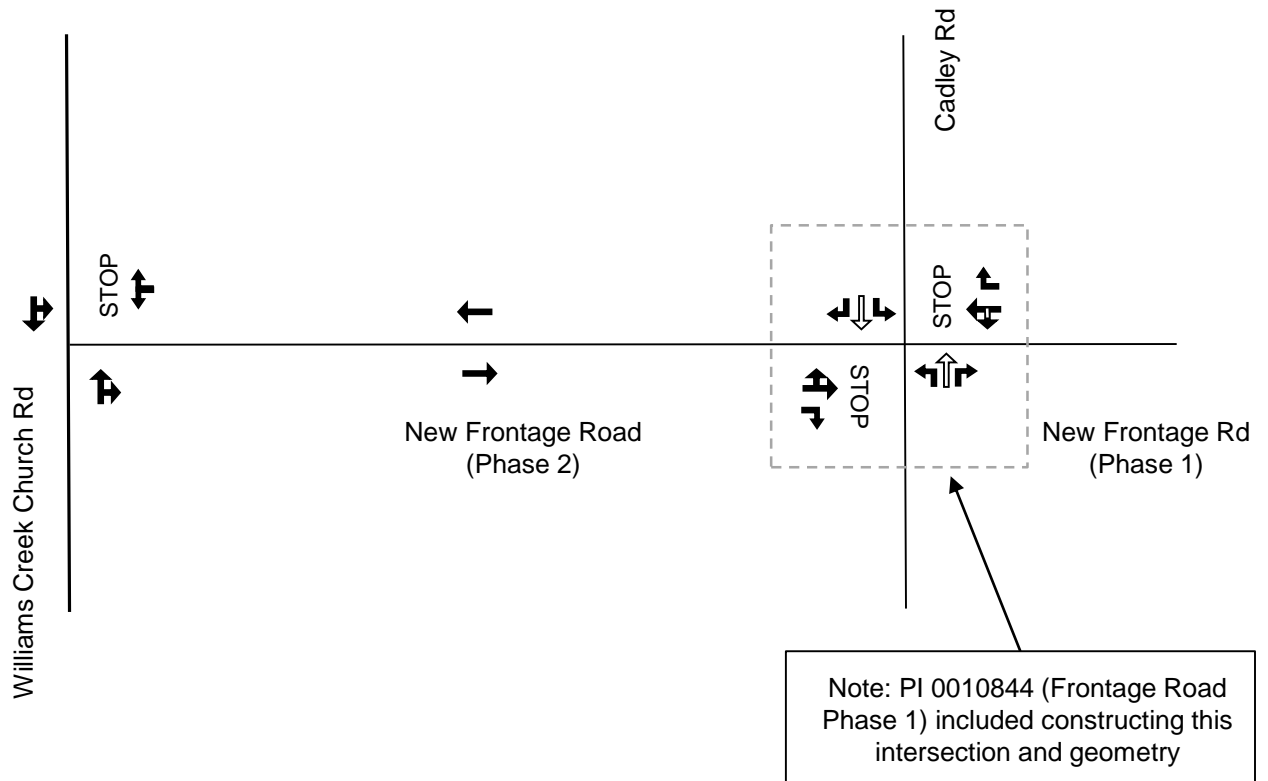 Cadley Rd
STOP
STOP
STOP
New Frontage Road
(Phase 2)
New Frontage Rd
(Phase 1)
Williams Creek Church Rd
Note: PI 0010844 (Frontage Road
Phase 1) included constructing this
intersection and geometry